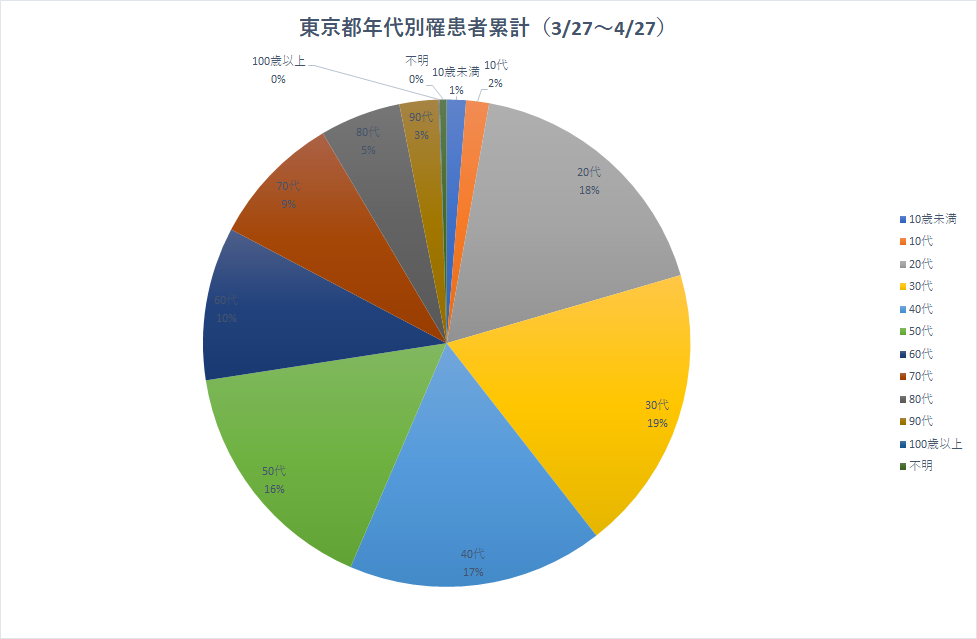 東京都年代別罹患者累計（3/27～4/27）
100歳以上
0%
不明
0%
10歳未満
1%
10代
2%
20代
18%
30代
19%
40代
17%
50代
16%
60代
10%
70代
9%
80代
5%
90代
3%
10歳未満
10代
20代
30代
40代
50代
60代
70代
80代
90代
100歳以上
不明